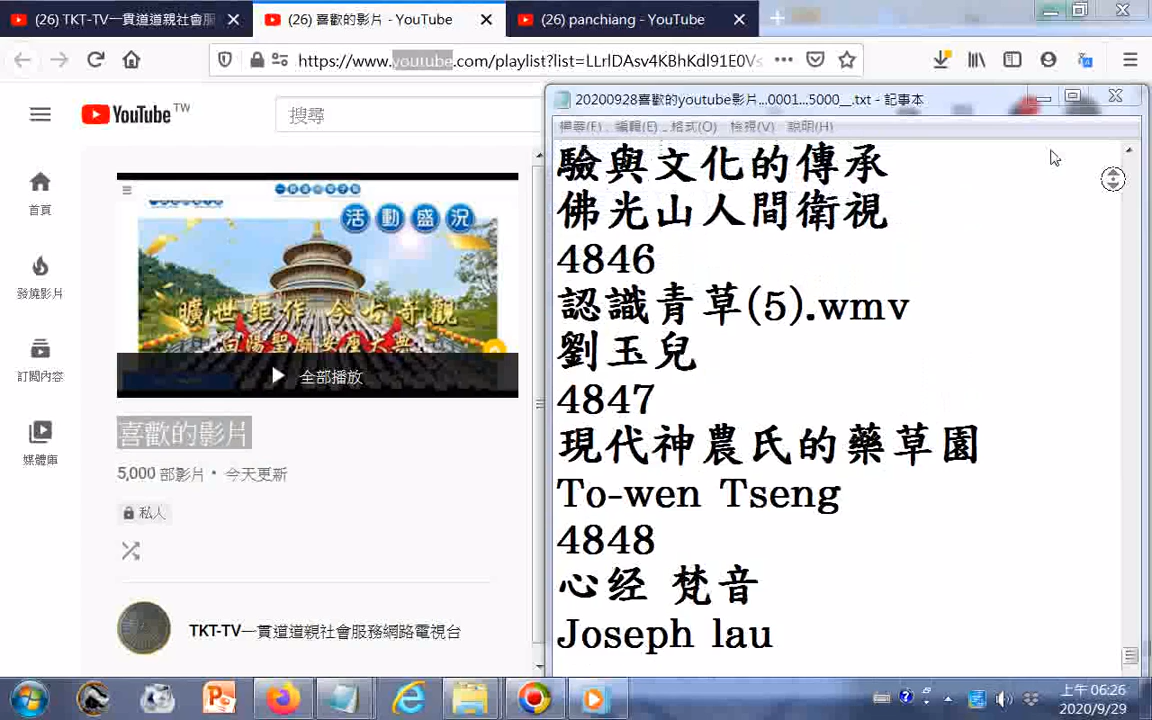 (26) TKT-TV一貫道道親社會服
(26) 喜歡的影片 - YouTube
(26) panchiang - YouTube
https://www.youtube.com/playlist?list=LLrlDAsv4KBhKdl91E0Vs
YouTube TW
搜尋
首頁
發燒影片
訂閱內容
媒體庫
活動盛況
曠世鉅作 今古奇觀
全部播放
喜歡的影片
5,000 部影片・今天更新
私人
TKT-TV一貫道道親社會服務網路電視台
20200928喜歡的youtube影片...0001...5000__.txt - 記事本
檔案(F) 編輯(E) 格式(O) 檢視(V) 說明(H)
驗與文化的傳承
佛光山人間衛視
4846
認識青草(5).wmv
劉玉兒
4847
現代神農氏的藥草園
To-wen Tseng
4848
心经 梵音
Joseph lau
上午 06:26
2020/9/29